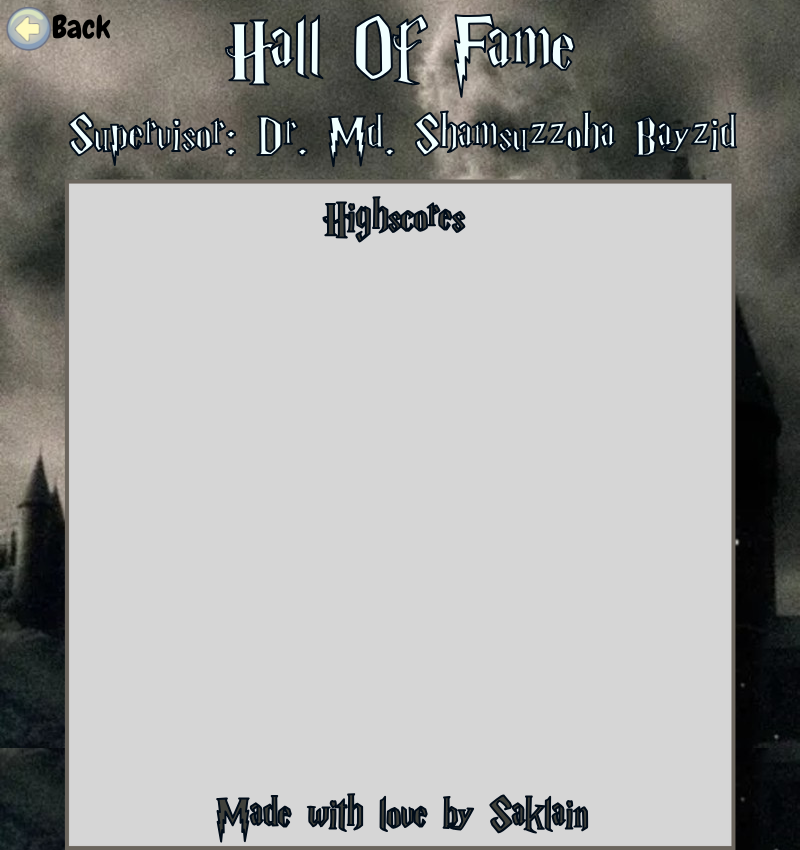 Back
Hall Of Fame
Supervisor: Dr. Md. Shamsuzzoha Bayzid
Highscores
Made with love by Saklain